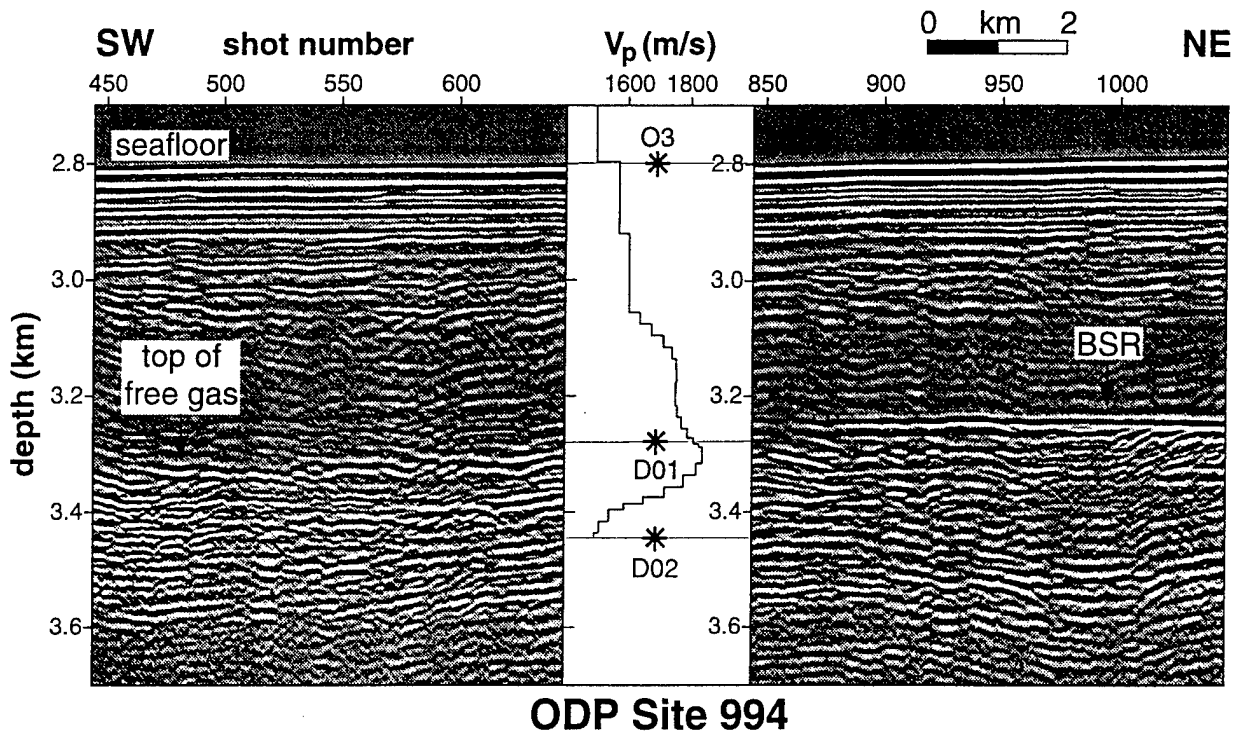 SW shot number Vp (m/s) 0 km 2 NE
450 500 550 600 1600 1800 850 900 950 1000
seafloor
O3
2.8 2.8
3.0 3.0
depth (km)
top of
free gas
BSR
3.2 3.2
D01
3.4 3.4
D02
3.6 3.6
ODP Site 994